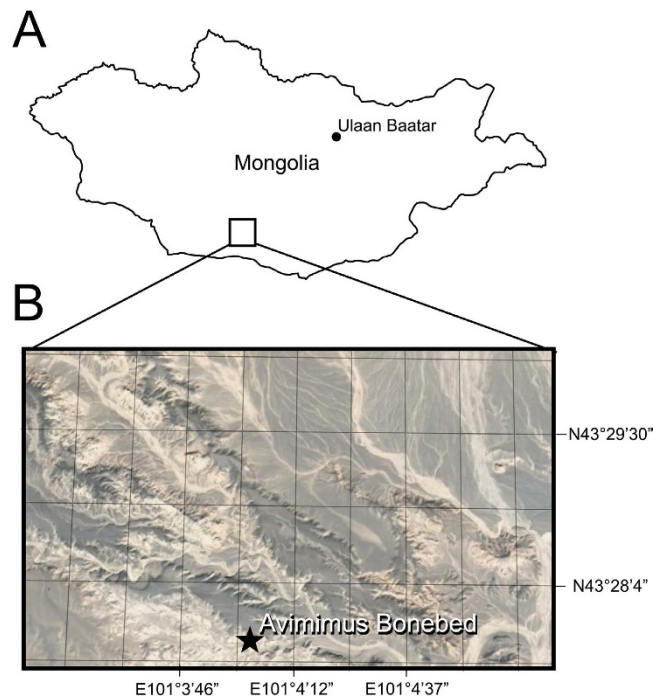 A
Ulaan Baatar
Mongolia
B
N43°29'30”
N43°28'4”
Avimimus Bonebed
E101°3'46” E101°4'12” E101°4'37”